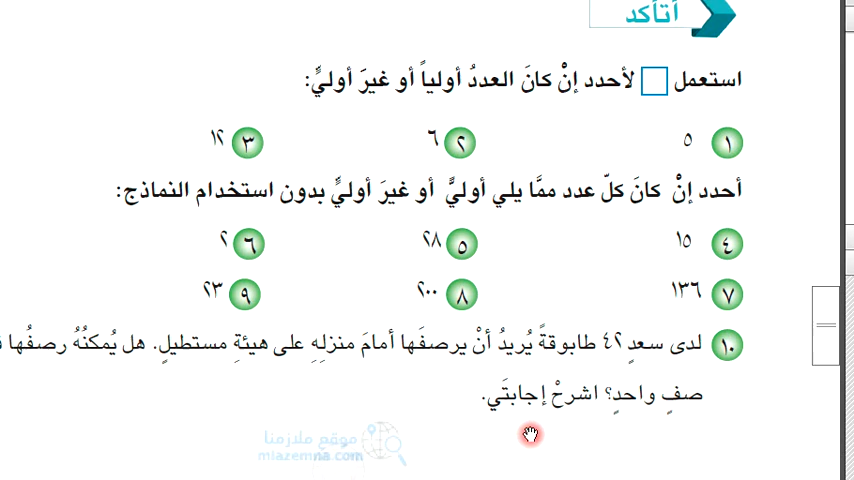 أتأكد
استعمل □ لأحدد إنْ كانَ العددُ أولياً أو غيرَ أوليٍّ:
١ ٥ ٢ ٦ ٣ ١٢
أحدد إنْ كانَ كلّ عدد ممَّا يلي أوليٍّ أو غيرَ أوليٍّ بدون استخدام النماذج:
٤ ١٥ ٥ ٢٨ ٦ ٢
٧ ١٣٦ ٨ ٢٠٠ ٩ ٢٣
١٠ لدى سعدٍ ٤٢ طابوقةً يُريدُ أنْ يرصفَها أمامَ منزلِهِ على هيئةِ مستطيلٍ. هل يُمكنُهُ رصفُها
صفٍ واحدٍ؟ اشرحْ إجابتَي.
موقع ملازمنا
mlazemna.com